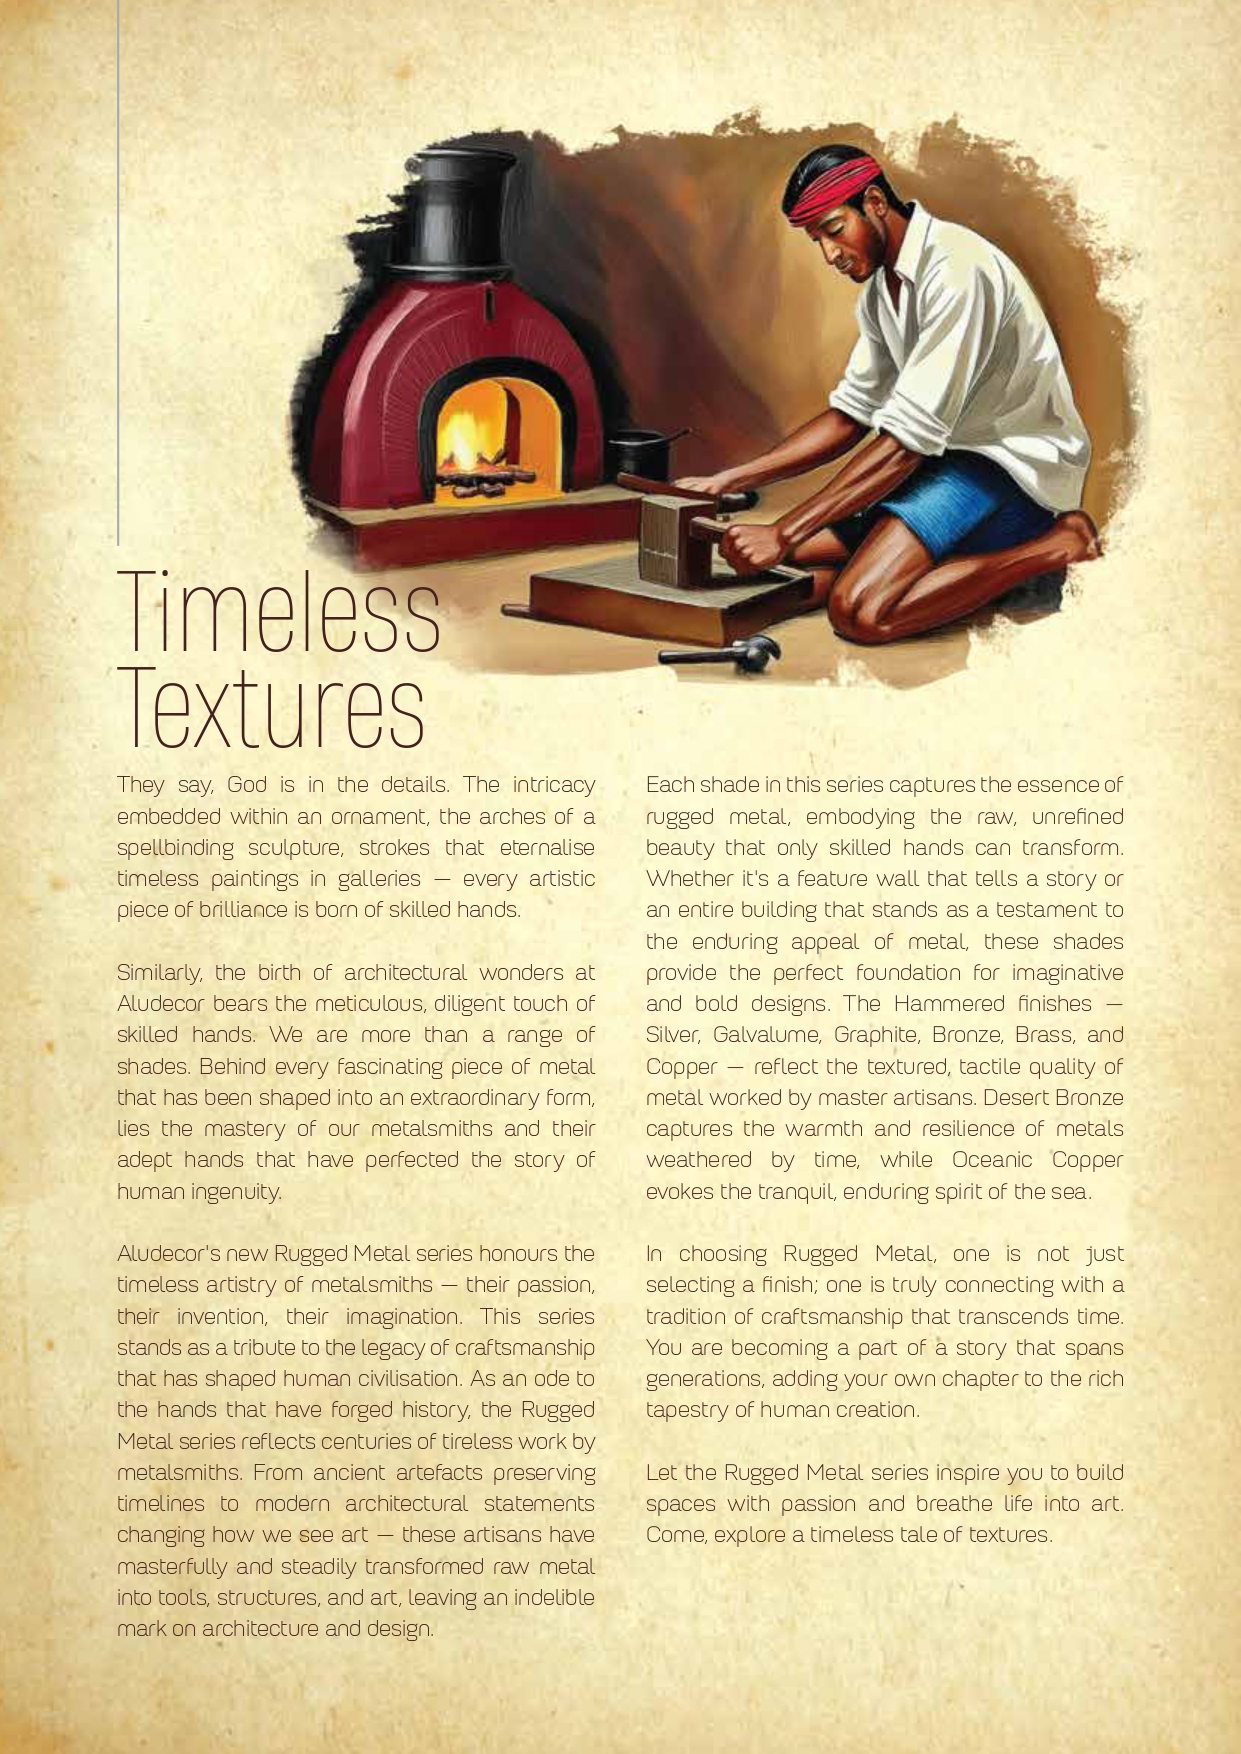 Timeless
Textures
They say, God is in the details. The intricacy
embedded within an ornament, the arches of a
spellbinding sculpture, strokes that eternalise
timeless paintings in galleries — every artistic
piece of brilliance is born of skilled hands.
Similarly, the birth of architectural wonders at
Aludecor bears the meticulous, diligent touch of
skilled hands. We are more than a range of
shades. Behind every fascinating piece of metal
that has been shaped into an extraordinary form,
lies the mastery of our metalsmiths and their
adept hands that have perfected the story of
human ingenuity.
Aludecor's new Rugged Metal series honours the
timeless artistry of metalsmiths — their passion,
their invention, their imagination. This series
stands as a tribute to the legacy of craftsmanship
that has shaped human civilisation. As an ode to
the hands that have forged history, the Rugged
Metal series reflects centuries of tireless work by
metalsmiths. From ancient artefacts preserving
timelines to modern architectural statements
changing how we see art — these artisans have
masterfully and steadily transformed raw metal
into tools, structures, and art, leaving an indelible
mark on architecture and design.
Each shade in this series captures the essence of
rugged metal, embodying the raw, unrefined
beauty that only skilled hands can transform.
Whether it's a feature wall that tells a story or
an entire building that stands as a testament to
the enduring appeal of metal, these shades
provide the perfect foundation for imaginative
and bold designs. The Hammered finishes —
Silver, Galvalume, Graphite, Bronze, Brass, and
Copper — reflect the textured, tactile quality of
metal worked by master artisans. Desert Bronze
captures the warmth and resilience of metals
weathered by time, while Oceanic Copper
evokes the tranquil, enduring spirit of the sea.
In choosing Rugged Metal, one is not just
selecting a finish; one is truly connecting with a
tradition of craftsmanship that transcends time.
You are becoming a part of a story that spans
generations, adding your own chapter to the rich
tapestry of human creation.
Let the Rugged Metal series inspire you to build
spaces with passion and breathe life into art.
Come, explore a timeless tale of textures.